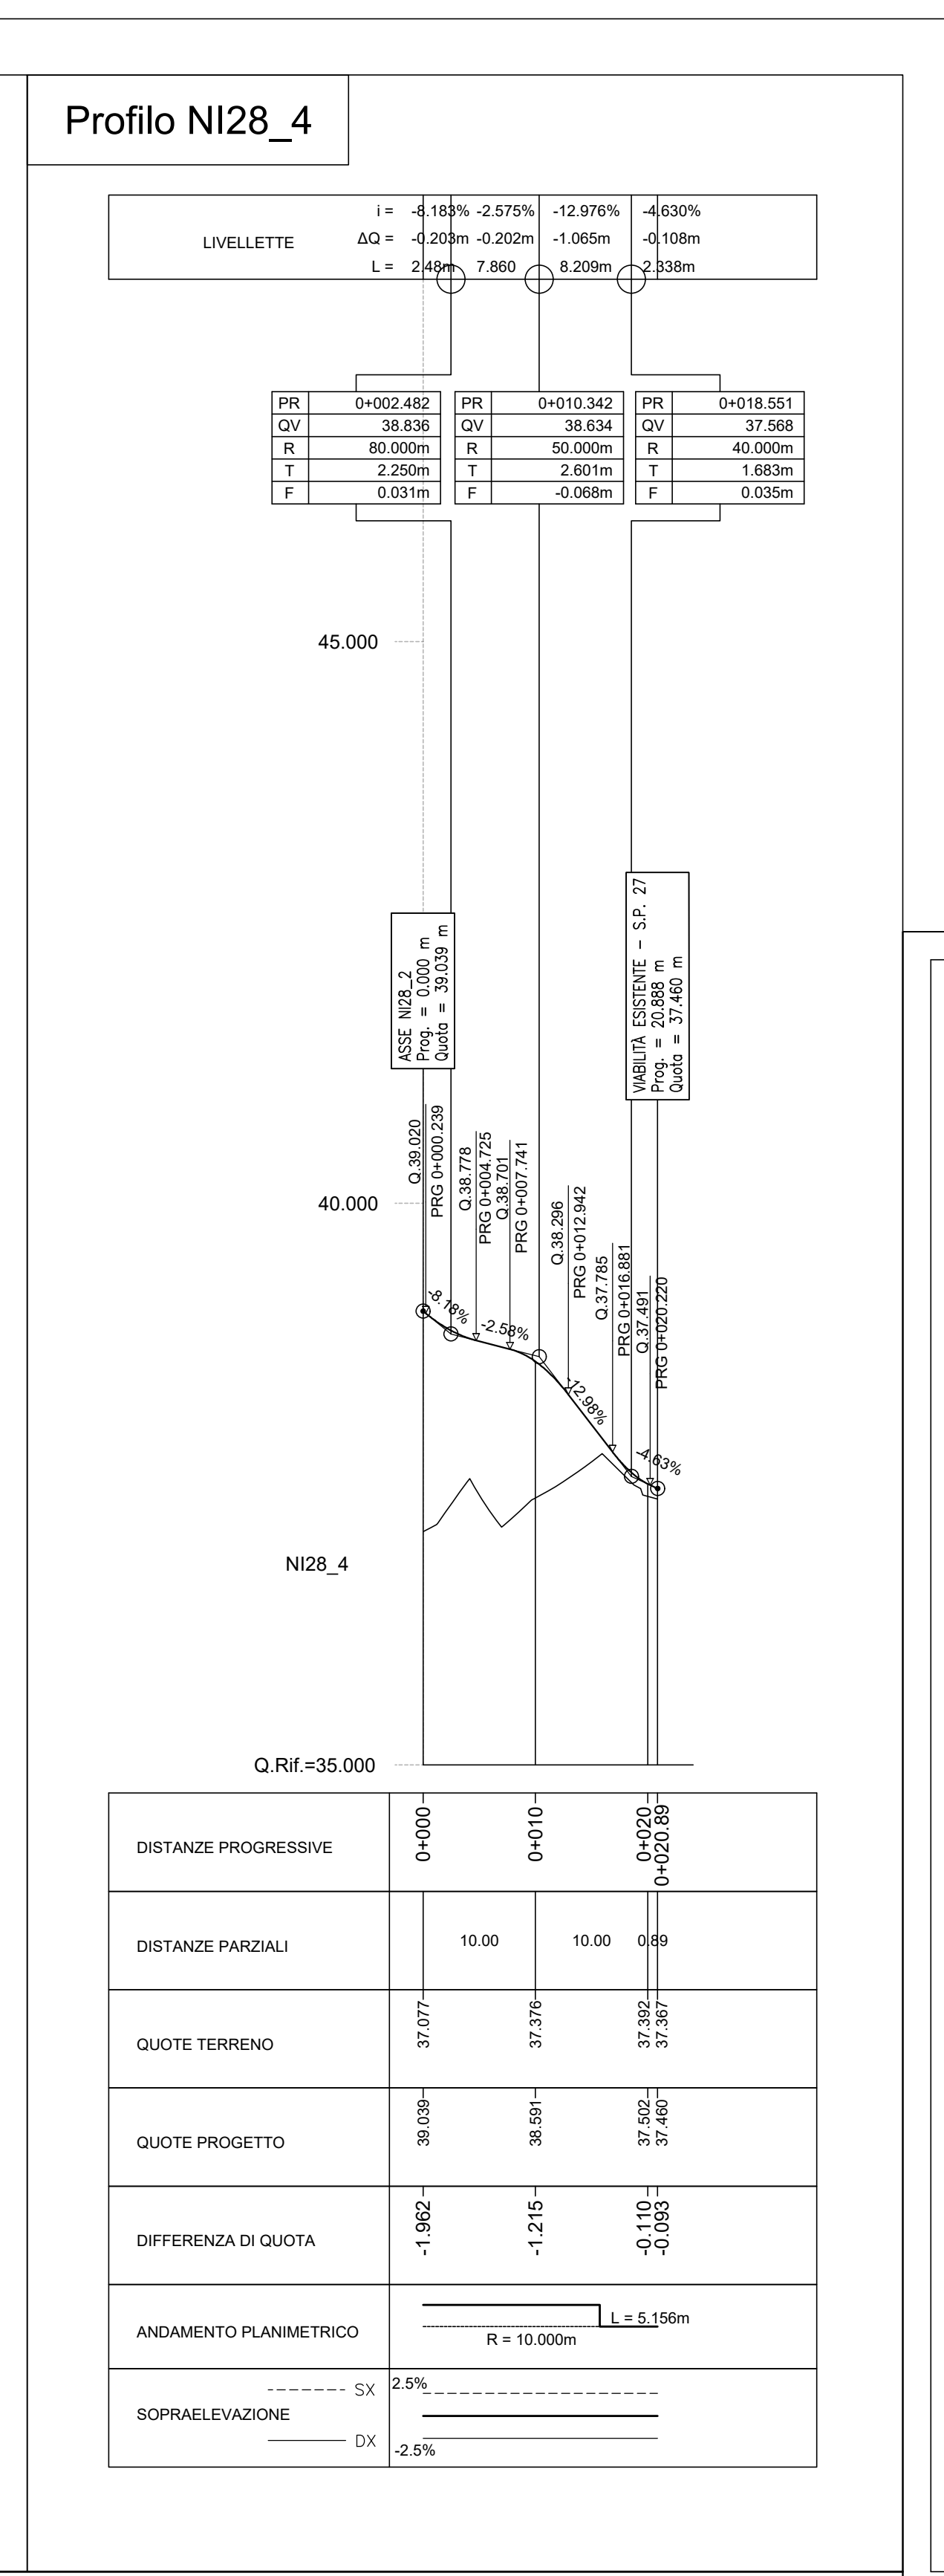 Profilo NI28_4
LIVELLETTE
i = -8.183% -2.575% -12.976% -4.630%
ΔQ = -0.203m -0.202m -1.065m -0.108m
L = 2.48m 7.860 8.209m 2.338m
PR 0+002.482 PR 0+010.342 PR 0+018.551
QV 38.836 QV 38.634 QV 37.568
R 80.000m R 50.000m R 40.000m
T 2.250m T 2.601m T 1.683m
F 0.031m F -0.068m F 0.035m
45.000
ASSE NI28_2
Prog. = 0.000 m
Quota = 39.039 m
VIABILITÀ ESISTENTE - S.P. 27
Prog. = 20.888 m
Quota = 37.460 m
40.000
Q.39.020
PRG 0+000.239
Q.38.778
PRG 0+004.725
Q.38.701
PRG 0+007.741
Q.38.296
PRG 0+012.942
Q.37.785
PRG 0+016.881
Q.37.491
PRG 0+020.220
-8.18%
-2.58%
-12.98%
-4.63%
NI28_4
Q.Rif.=35.000
DISTANZE PROGRESSIVE 0+000 0+010 0+020 0+020.89
DISTANZE PARZIALI 10.00 10.00 0.89
QUOTE TERRENO 37.077 37.376 37.392 37.367
QUOTE PROGETTO 39.039 38.591 37.502 37.460
DIFFERENZA DI QUOTA -1.962 -1.215 -0.110 -0.093
ANDAMENTO PLANIMETRICO
L = 5.156m
R = 10.000m
SX 2.5%
SOPRAELEVAZIONE
DX -2.5%